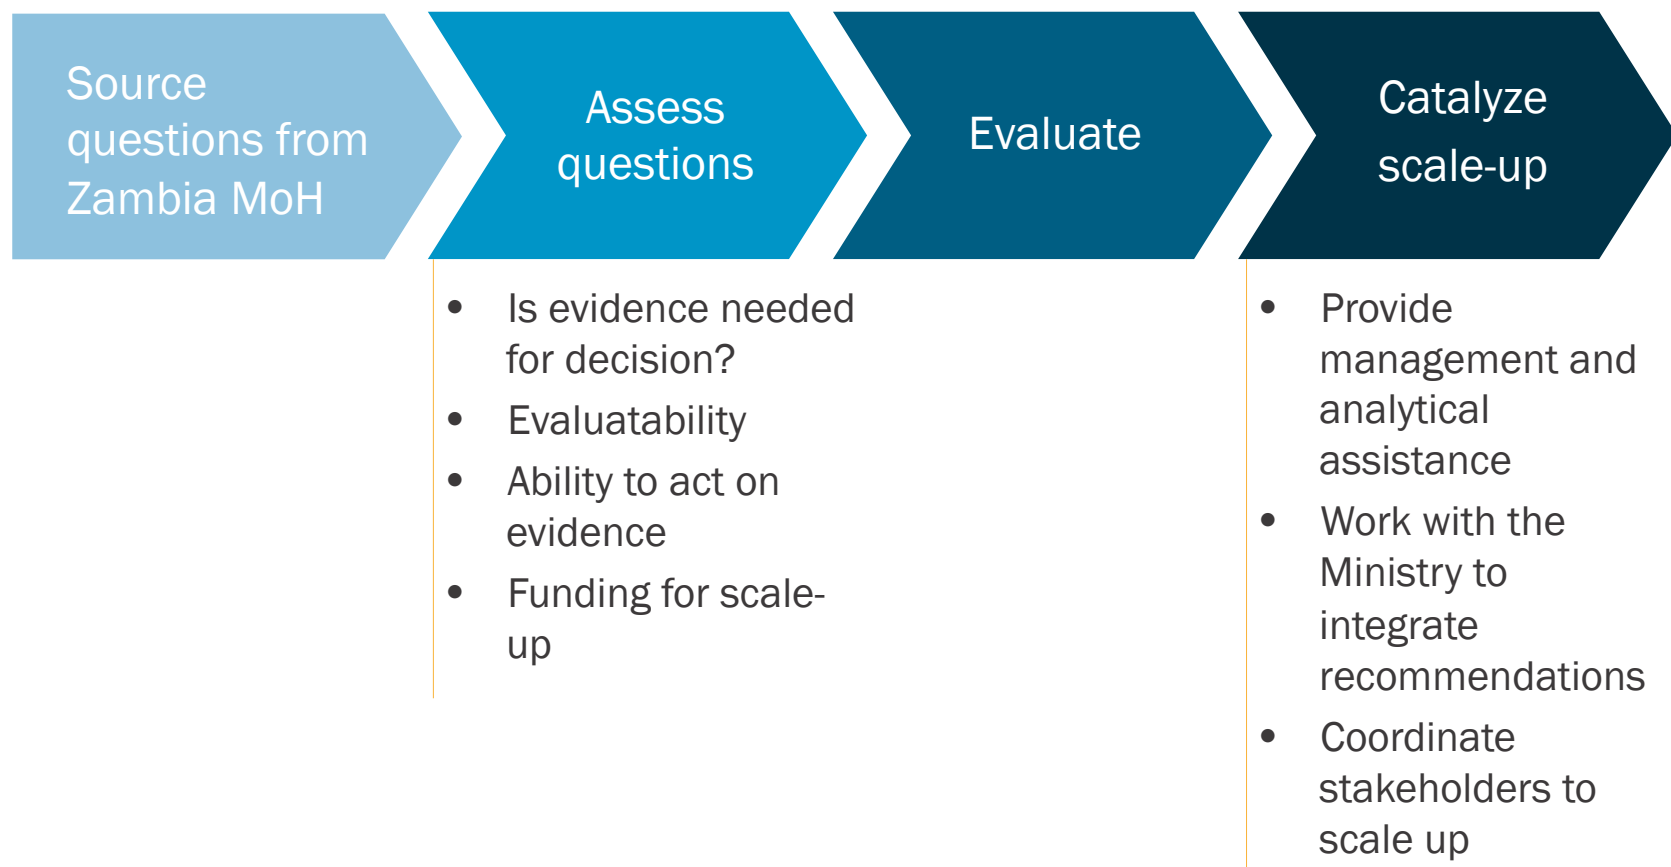 Source
questions from
Zambia MoH
Assess
questions
Evaluate
Catalyze
scale-up
• Is evidence needed
for decision?
• Evaluatability
• Ability to act on
evidence
• Funding for scale-
up
• Provide
management and
analytical
assistance
• Work with the
Ministry to
integrate
recommendations
• Coordinate
stakeholders to
scale up